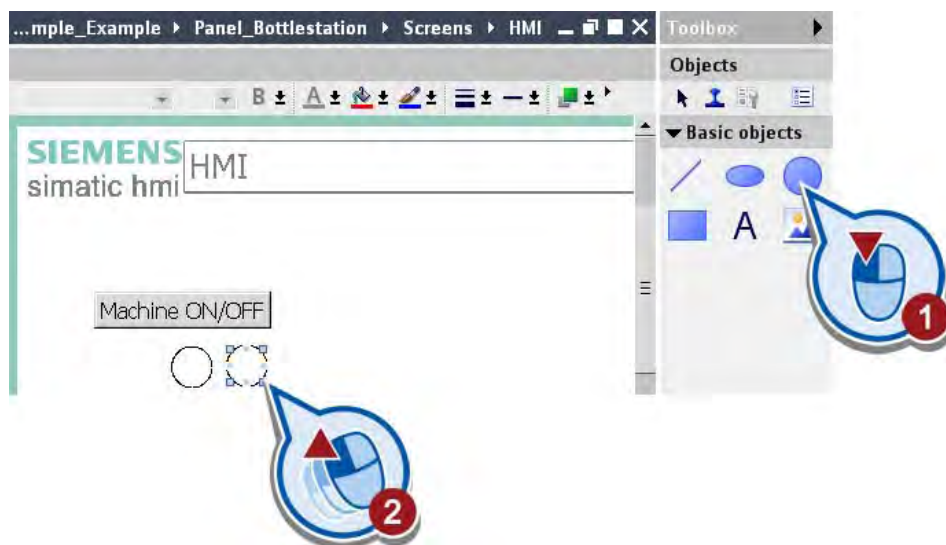 ...mple_Example ▸ Panel_Bottlestation ▸ Screens ▸ HMI
Toolbox
Objects
B
A
Basic objects
SIEMENS
simatic hmi
HMI
A
Machine ON/OFF
1
2